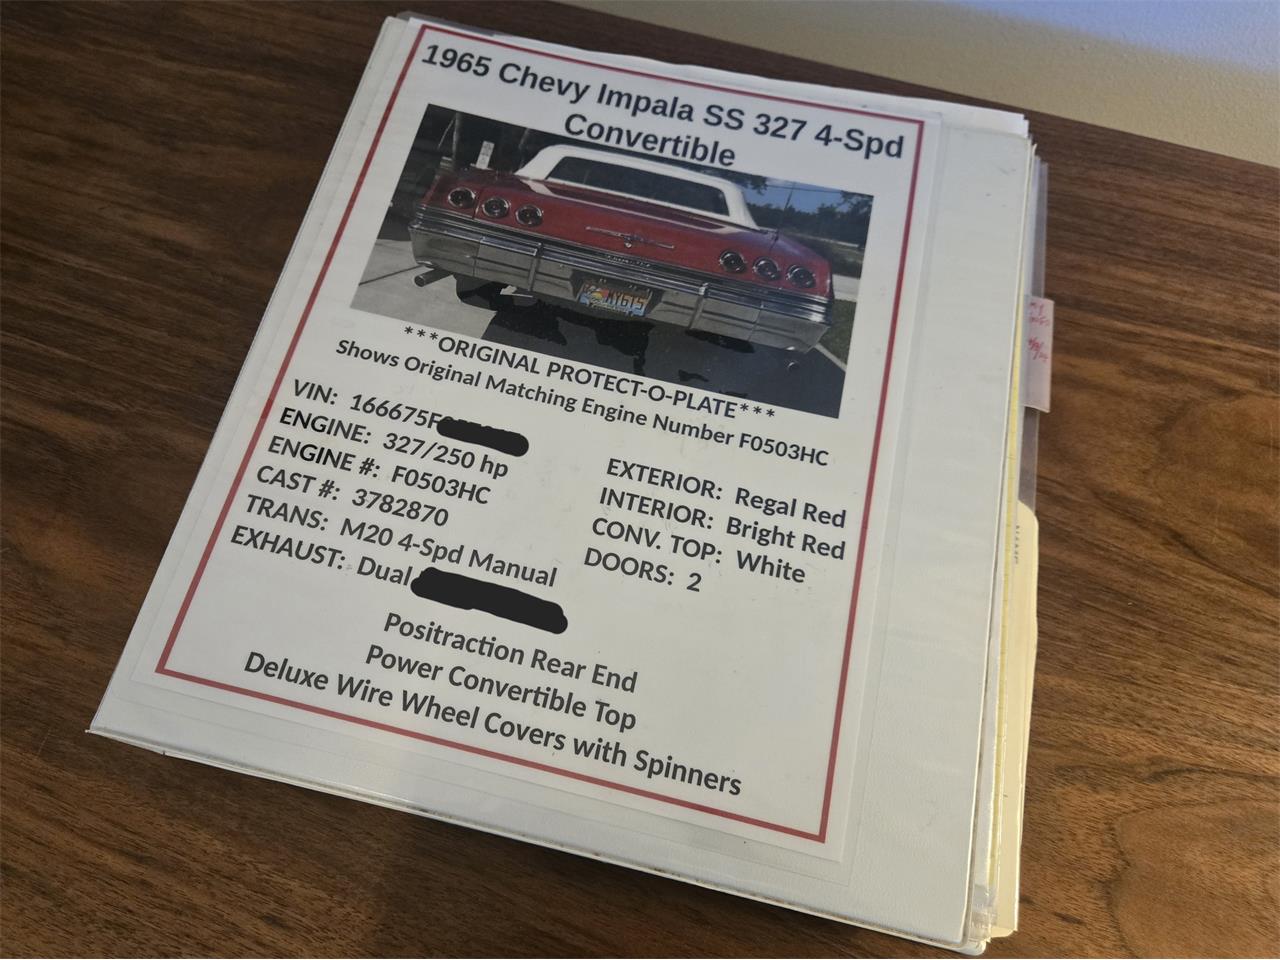 1965 Chevy Impala SS 327 4-Spd
Convertible
MYGTS
***ORIGINAL PROTECT-O-PLATE***
Shows Original Matching Engine Number F0503HC
VIN: 166675F
ENGINE: 327/250 hp
ENGINE #: F0503HC
CAST #: 3782870
TRANS: M20 4-Spd Manual
EXHAUST: Dual
EXTERIOR: Regal Red
INTERIOR: Bright Red
CONV. TOP: White
DOORS: 2
Positraction Rear End
Power Convertible Top
Deluxe Wire Wheel Covers with Spinners